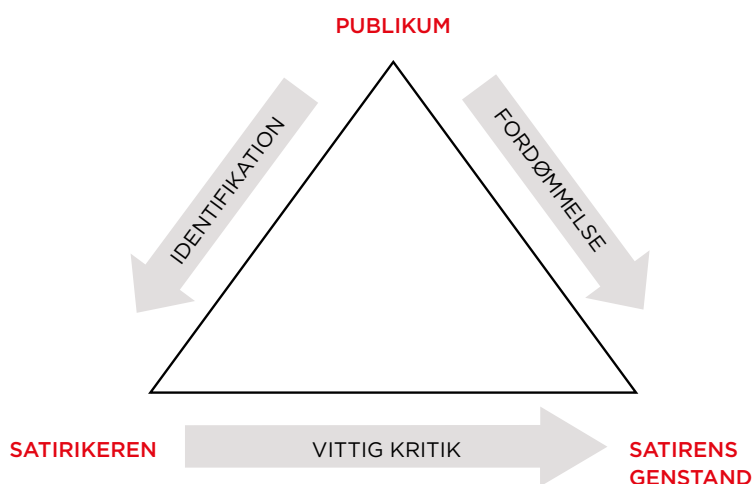 PUBLIKUM
IDENTIFIKATION
FORDØMMELSE
SATIRIKEREN
VITTIG KRITIK
SATIRENS
GENSTAND